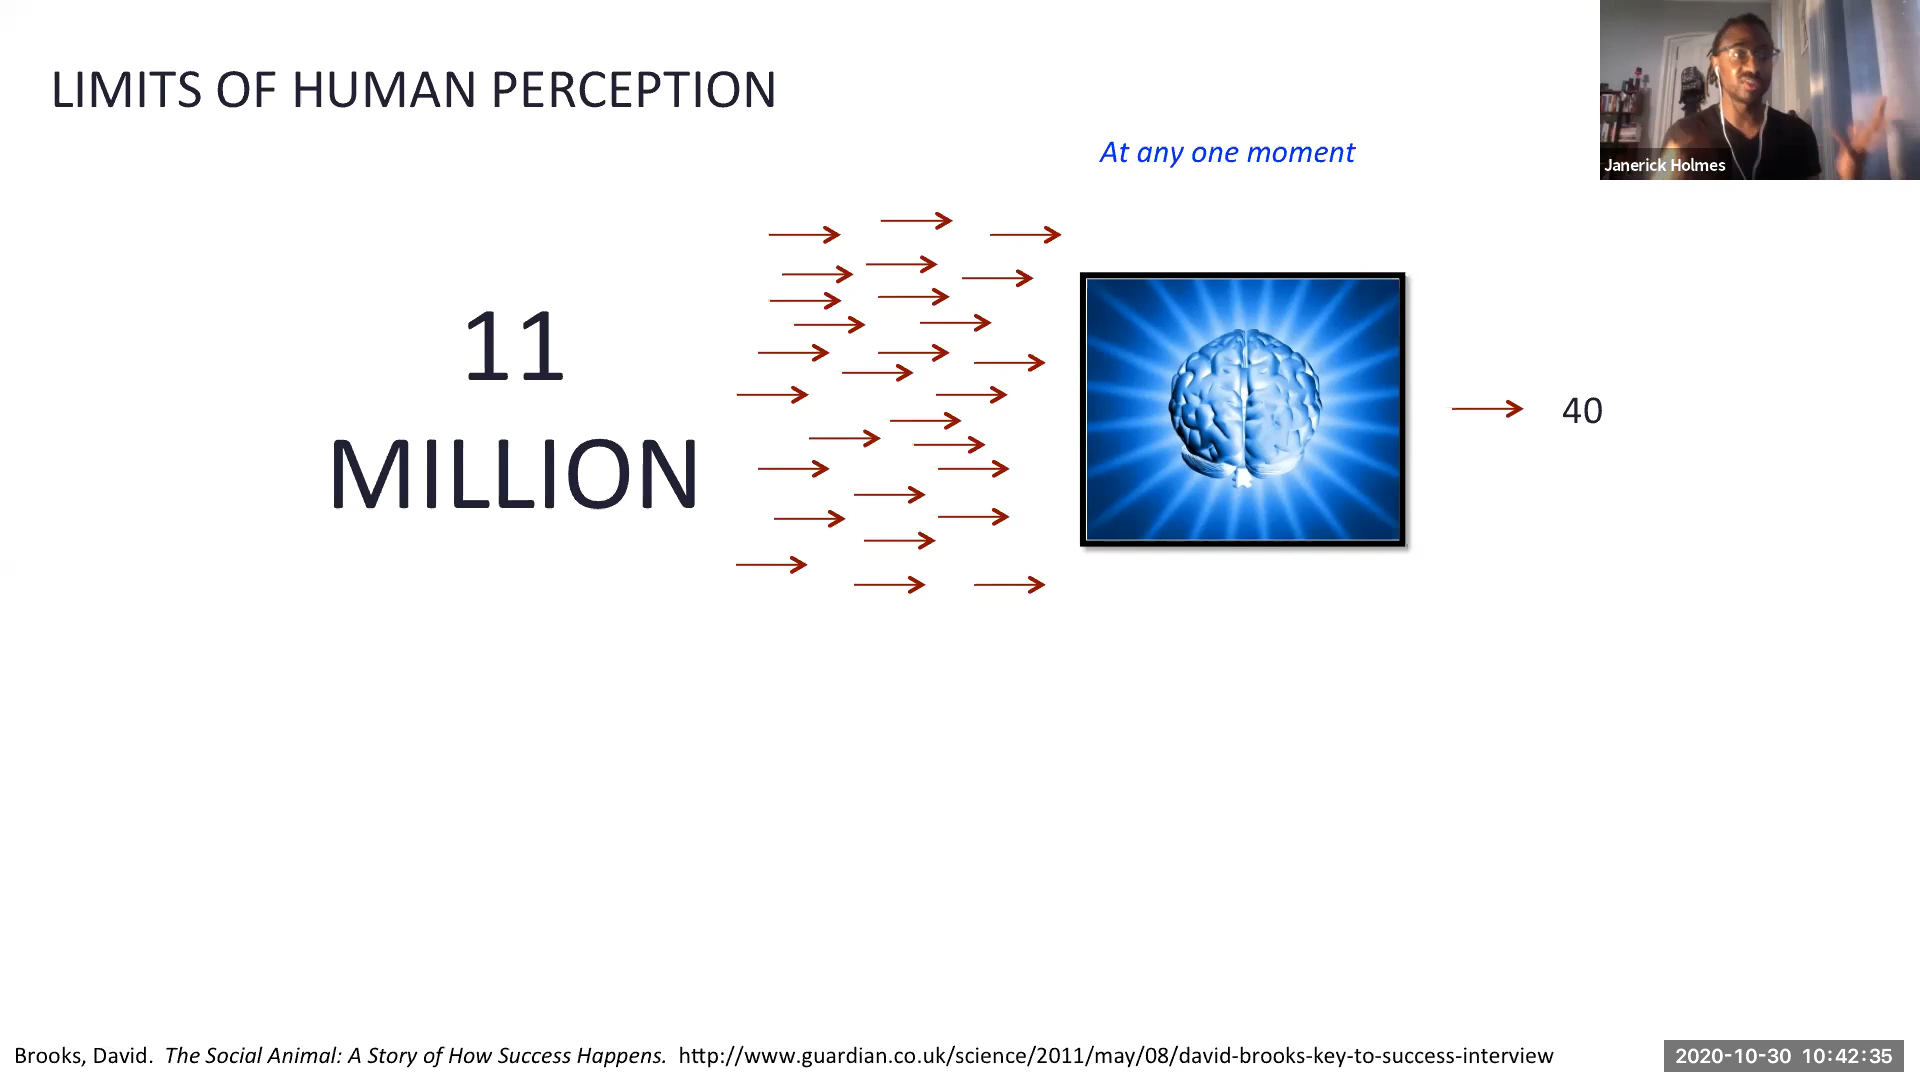 LIMITS OF HUMAN PERCEPTION
Janerick Holmes
At any one moment
11
MILLION
40
Brooks, David.  The Social Animal: A Story of How Success Happens.  http://www.guardian.co.uk/science/2011/may/08/david-brooks-key-to-success-interview
2020-10-30 10:42:35